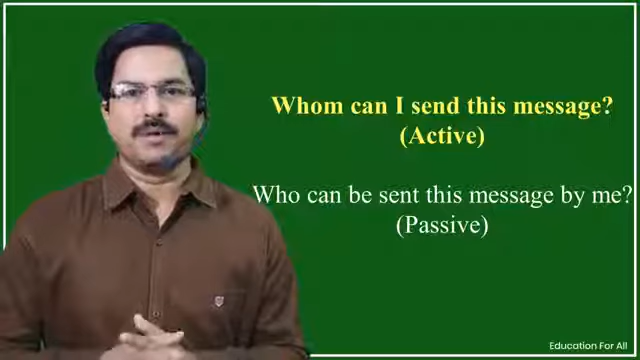 Whom can I send this message?
(Active)
Who can be sent this message by me?
(Passive)
Education For All